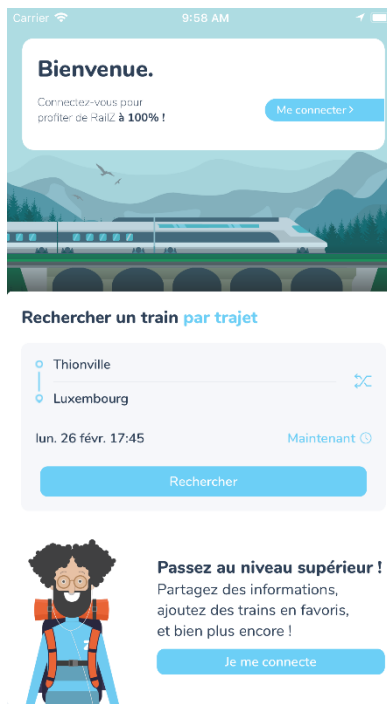 Carrier 9:58 AM
Bienvenue.
Connectez-vous pour
profiter de RailZ à 100% !
Me connecter >
Rechercher un train par trajet
Thionville
Luxembourg
lun. 26 févr. 17:45 Maintenant
Rechercher
Passez au niveau supérieur !
Partagez des informations,
ajoutez des trains en favoris,
et bien plus encore !
Je me connecte